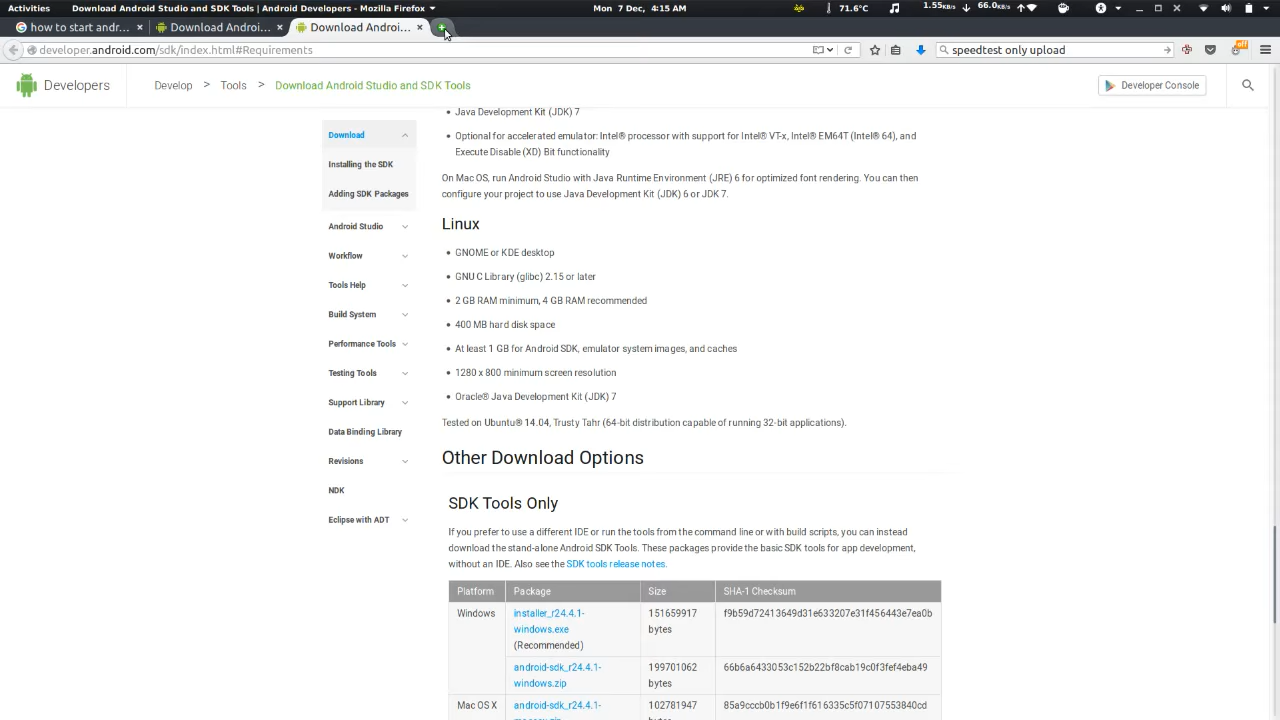 Activities Download Android Studio and SDK Tools | Android Developers - Mozilla Firefox Mon 7 Dec, 4:15 AM 71.6°C 1.55 66.0
how to start andr... Download Androi... Download Androi...
developer.android.com/sdk/index.html#Requirements speedtest only upload off
Developers Develop > Tools > Download Android Studio and SDK Tools Developer Console
Java Development Kit (JDK) 7
Optional for accelerated emulator: Intel® processor with support for Intel® VT-x, Intel® EM64T (Intel® 64), and
Execute Disable (XD) Bit functionality
On Mac OS, run Android Studio with Java Runtime Environment (JRE) 6 for optimized font rendering. You can then
configure your project to use Java Development Kit (JDK) 6 or JDK 7.
Linux
GNOME or KDE desktop
GNU C Library (glibc) 2.15 or later
2 GB RAM minimum, 4 GB RAM recommended
400 MB hard disk space
At least 1 GB for Android SDK, emulator system images, and caches
1280 x 800 minimum screen resolution
Oracle® Java Development Kit (JDK) 7
Tested on Ubuntu® 14.04, Trusty Tahr (64-bit distribution capable of running 32-bit applications).
Other Download Options
SDK Tools Only
If you prefer to use a different IDE or run the tools from the command line or with build scripts, you can instead
download the stand-alone Android SDK Tools. These packages provide the basic SDK tools for app development,
without an IDE. Also see the SDK tools release notes.
Platform Package Size SHA-1 Checksum
Windows installer_r24.4.1- 151659917 f9b59d72413649d31e633207e31f456443e7ea0b
windows.exe bytes
(Recommended)
android-sdk_r24.4.1- 199701062 66b6a6433053c152b22bf8cab19c0f3fef4eba49
windows.zip bytes
Mac OS X android-sdk_r24.4.1- 102781947 85a9cccb0b1f9e6f1f616335c5f07107553840cd
Download
Installing the SDK
Adding SDK Packages
Android Studio
Workflow
Tools Help
Build System
Performance Tools
Testing Tools
Support Library
Data Binding Library
Revisions
NDK
Eclipse with ADT